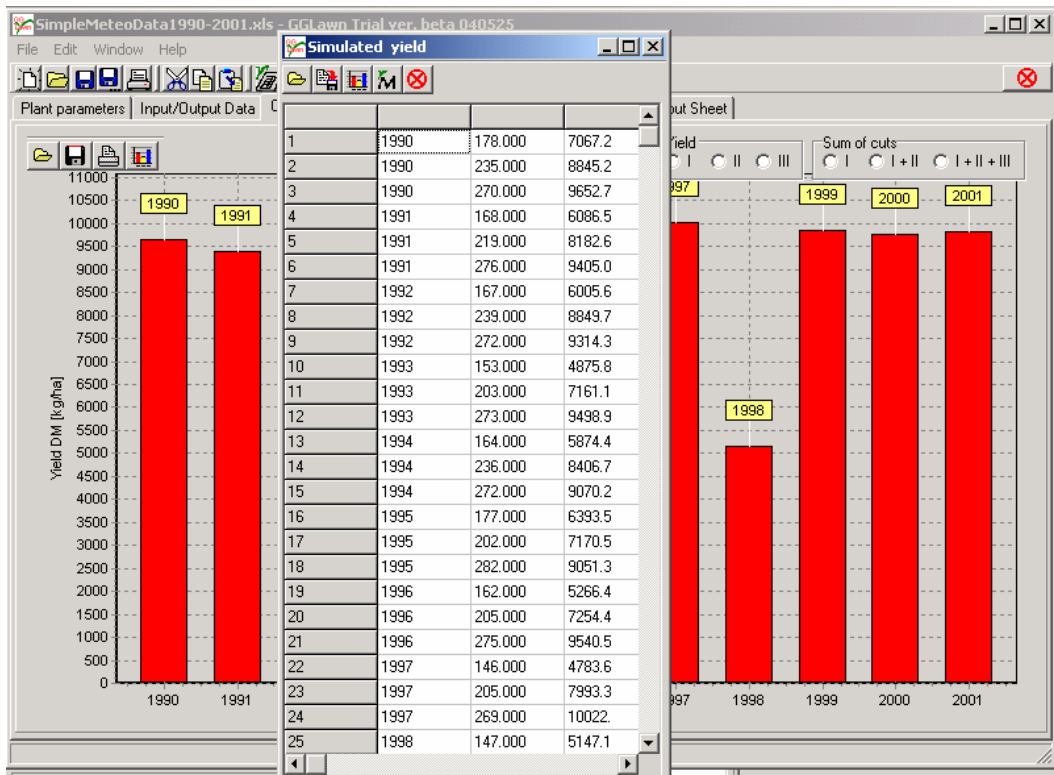 SimpleMeteoData1990-2001.xls - GGLawn Trial ver. beta 040525
File Edit Window Help
Plant parameters Input/Output Data
put Sheet
Simulated yield
1 1990 178.000 7067.2
2 1990 235.000 8845.2
3 1990 270.000 9652.7
4 1991 168.000 6086.5
5 1991 219.000 8182.6
6 1991 276.000 9405.0
7 1992 167.000 6005.6
8 1992 239.000 8849.7
9 1992 272.000 9314.3
10 1993 153.000 4875.8
11 1993 203.000 7161.1
12 1993 273.000 9498.9
13 1994 164.000 5874.4
14 1994 236.000 8406.7
15 1994 272.000 9070.2
16 1995 177.000 6393.5
17 1995 202.000 7170.5
18 1995 282.000 9051.3
19 1996 162.000 5266.4
20 1996 205.000 7254.4
21 1996 275.000 9540.5
22 1997 146.000 4783.6
23 1997 205.000 7993.3
24 1997 269.000 10022.
25 1998 147.000 5147.1
Yield
I II III
Sum of cuts
I I + II I + II + III
Yield DM [kg/ha]
11000
10500
10000
9500
9000
8500
8000
7500
7000
6500
6000
5500
5000
4500
4000
3500
3000
2500
2000
1500
1000
500
0
1990
1991
97
1998
1999
2000
2001
1990 1991 97 1998 1999 2000 2001